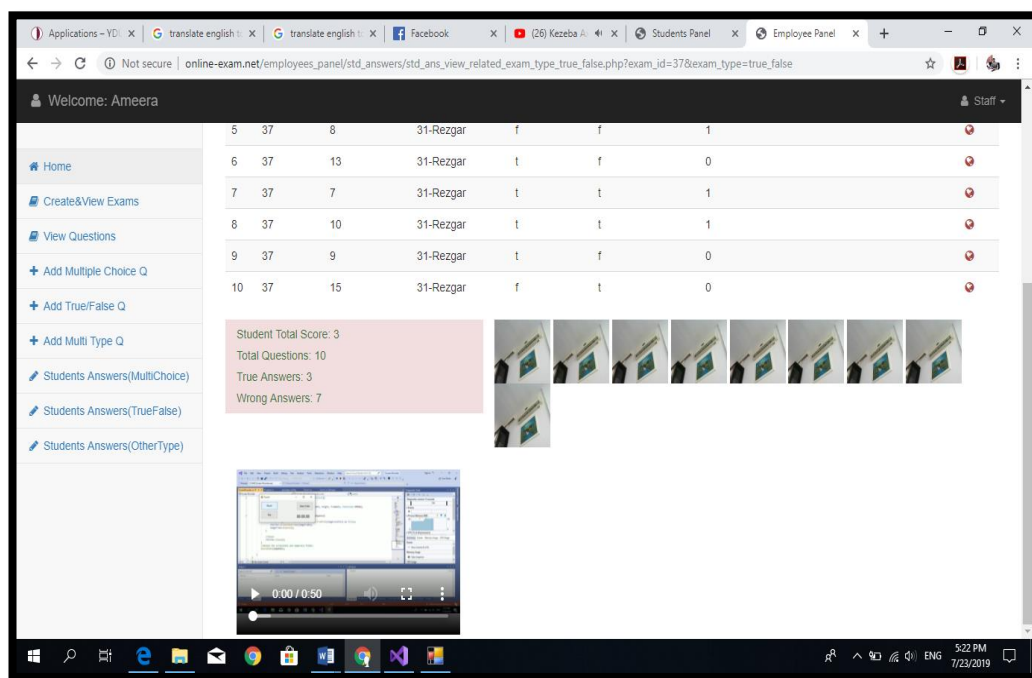 Applications – YD
translate english t
translate english t
Facebook
(26) Kezeba A
Students Panel
Employee Panel
Not secure | online-exam.net/employees_panel/std_answers/std_ans_view_related_exam_type_true_false.php?exam_id=37&exam_type=true_false
Welcome: Ameera
Staff
Home
Create&View Exams
View Questions
Add Multiple Choice Q
Add True/False Q
Add Multi Type Q
Students Answers(MultiChoice)
Students Answers(TrueFalse)
Students Answers(OtherType)
5 37 8 31-Rezgar f f 1
6 37 13 31-Rezgar t f 0
7 37 7 31-Rezgar t t 1
8 37 10 31-Rezgar t t 1
9 37 9 31-Rezgar t f 0
10 37 15 31-Rezgar f t 0
Student Total Score: 3
Total Questions: 10
True Answers: 3
Wrong Answers: 7
0:00 / 0:50
ENG
5:22 PM
7/23/2019